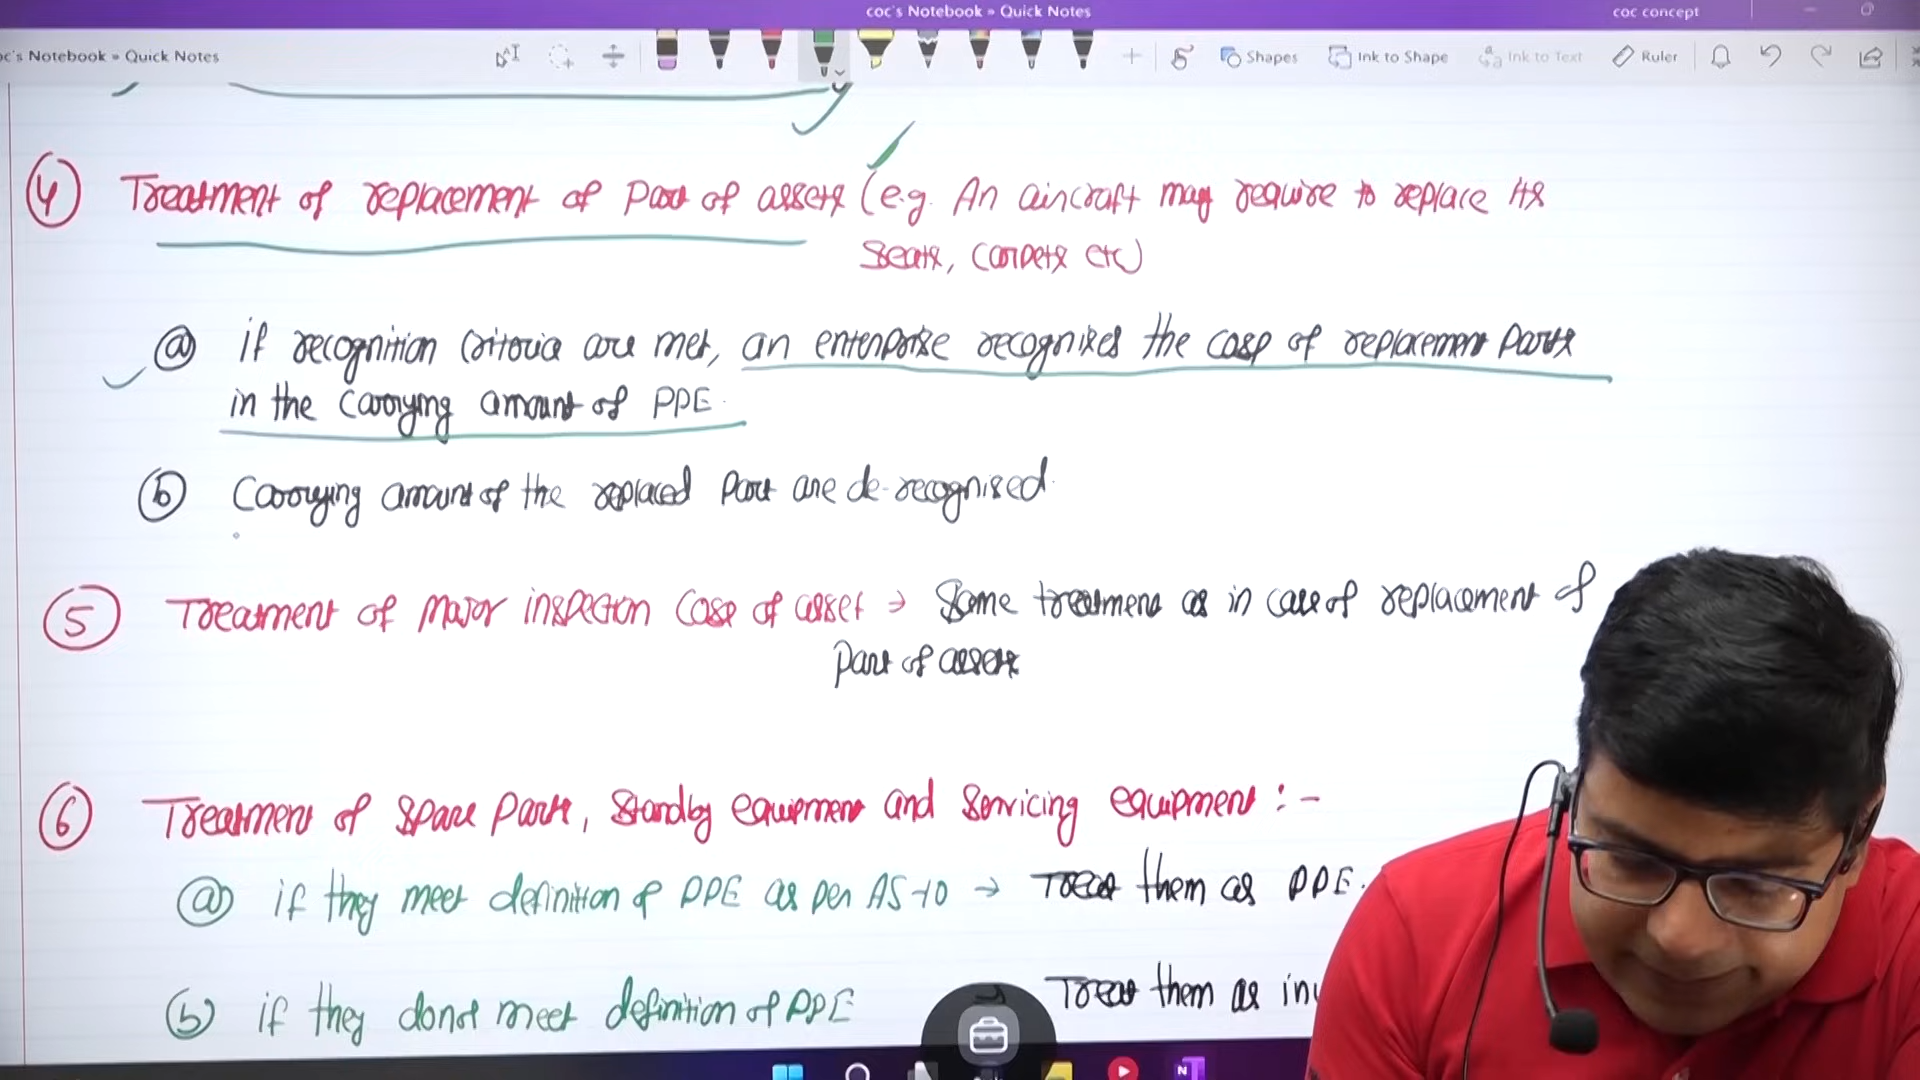 coc's Notebook » Quick Notes
coc concept
c's Notebook » Quick Notes
Shapes
Ink to Shape
Ink to Text
Ruler
④ Treatment of replacement of part of assets (e.g. An aircraft may require to replace its
seats, carpets etc)
ⓐ if recognition criteria are met, an enterprise recognises the cost of replacement parts
in the carrying amount of PPE.
ⓑ Carrying amount of the replaced part are de-recognised.
⑤ Treatment of Major inspection cost of asset → Same treatment as in case of replacement of
part of assets
⑥ Treatment of spare parts, standby equipment and servicing equipment :-
ⓐ if they meet definition of PPE as per AS-10 → Treat them as PPE.
ⓑ if they donot meet definition of PPE Treat them as inv